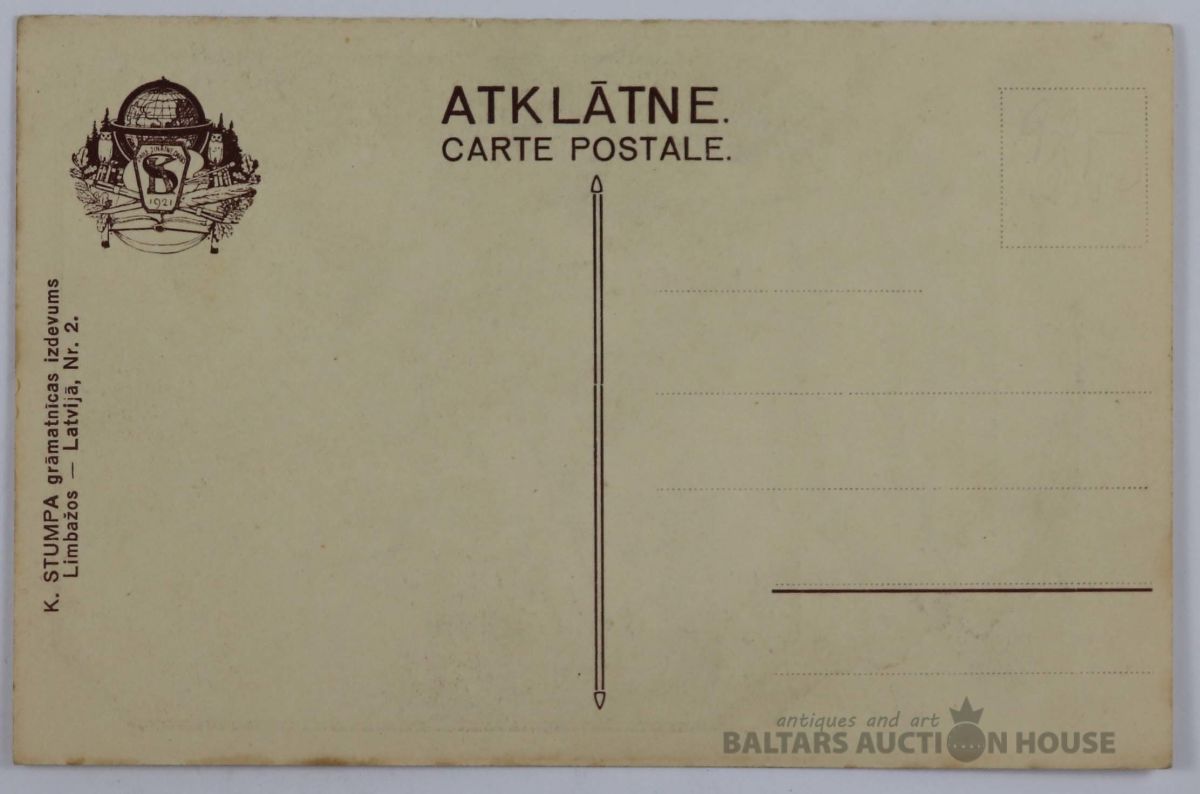 ATKLĀTNE.
CARTE POSTALE.
1921
K. STUMPA grāmatnīcas izdevums
Limbažos — Latvijā, Nr. 2.
antiques and art
BALTARS AUCTION HOUSE